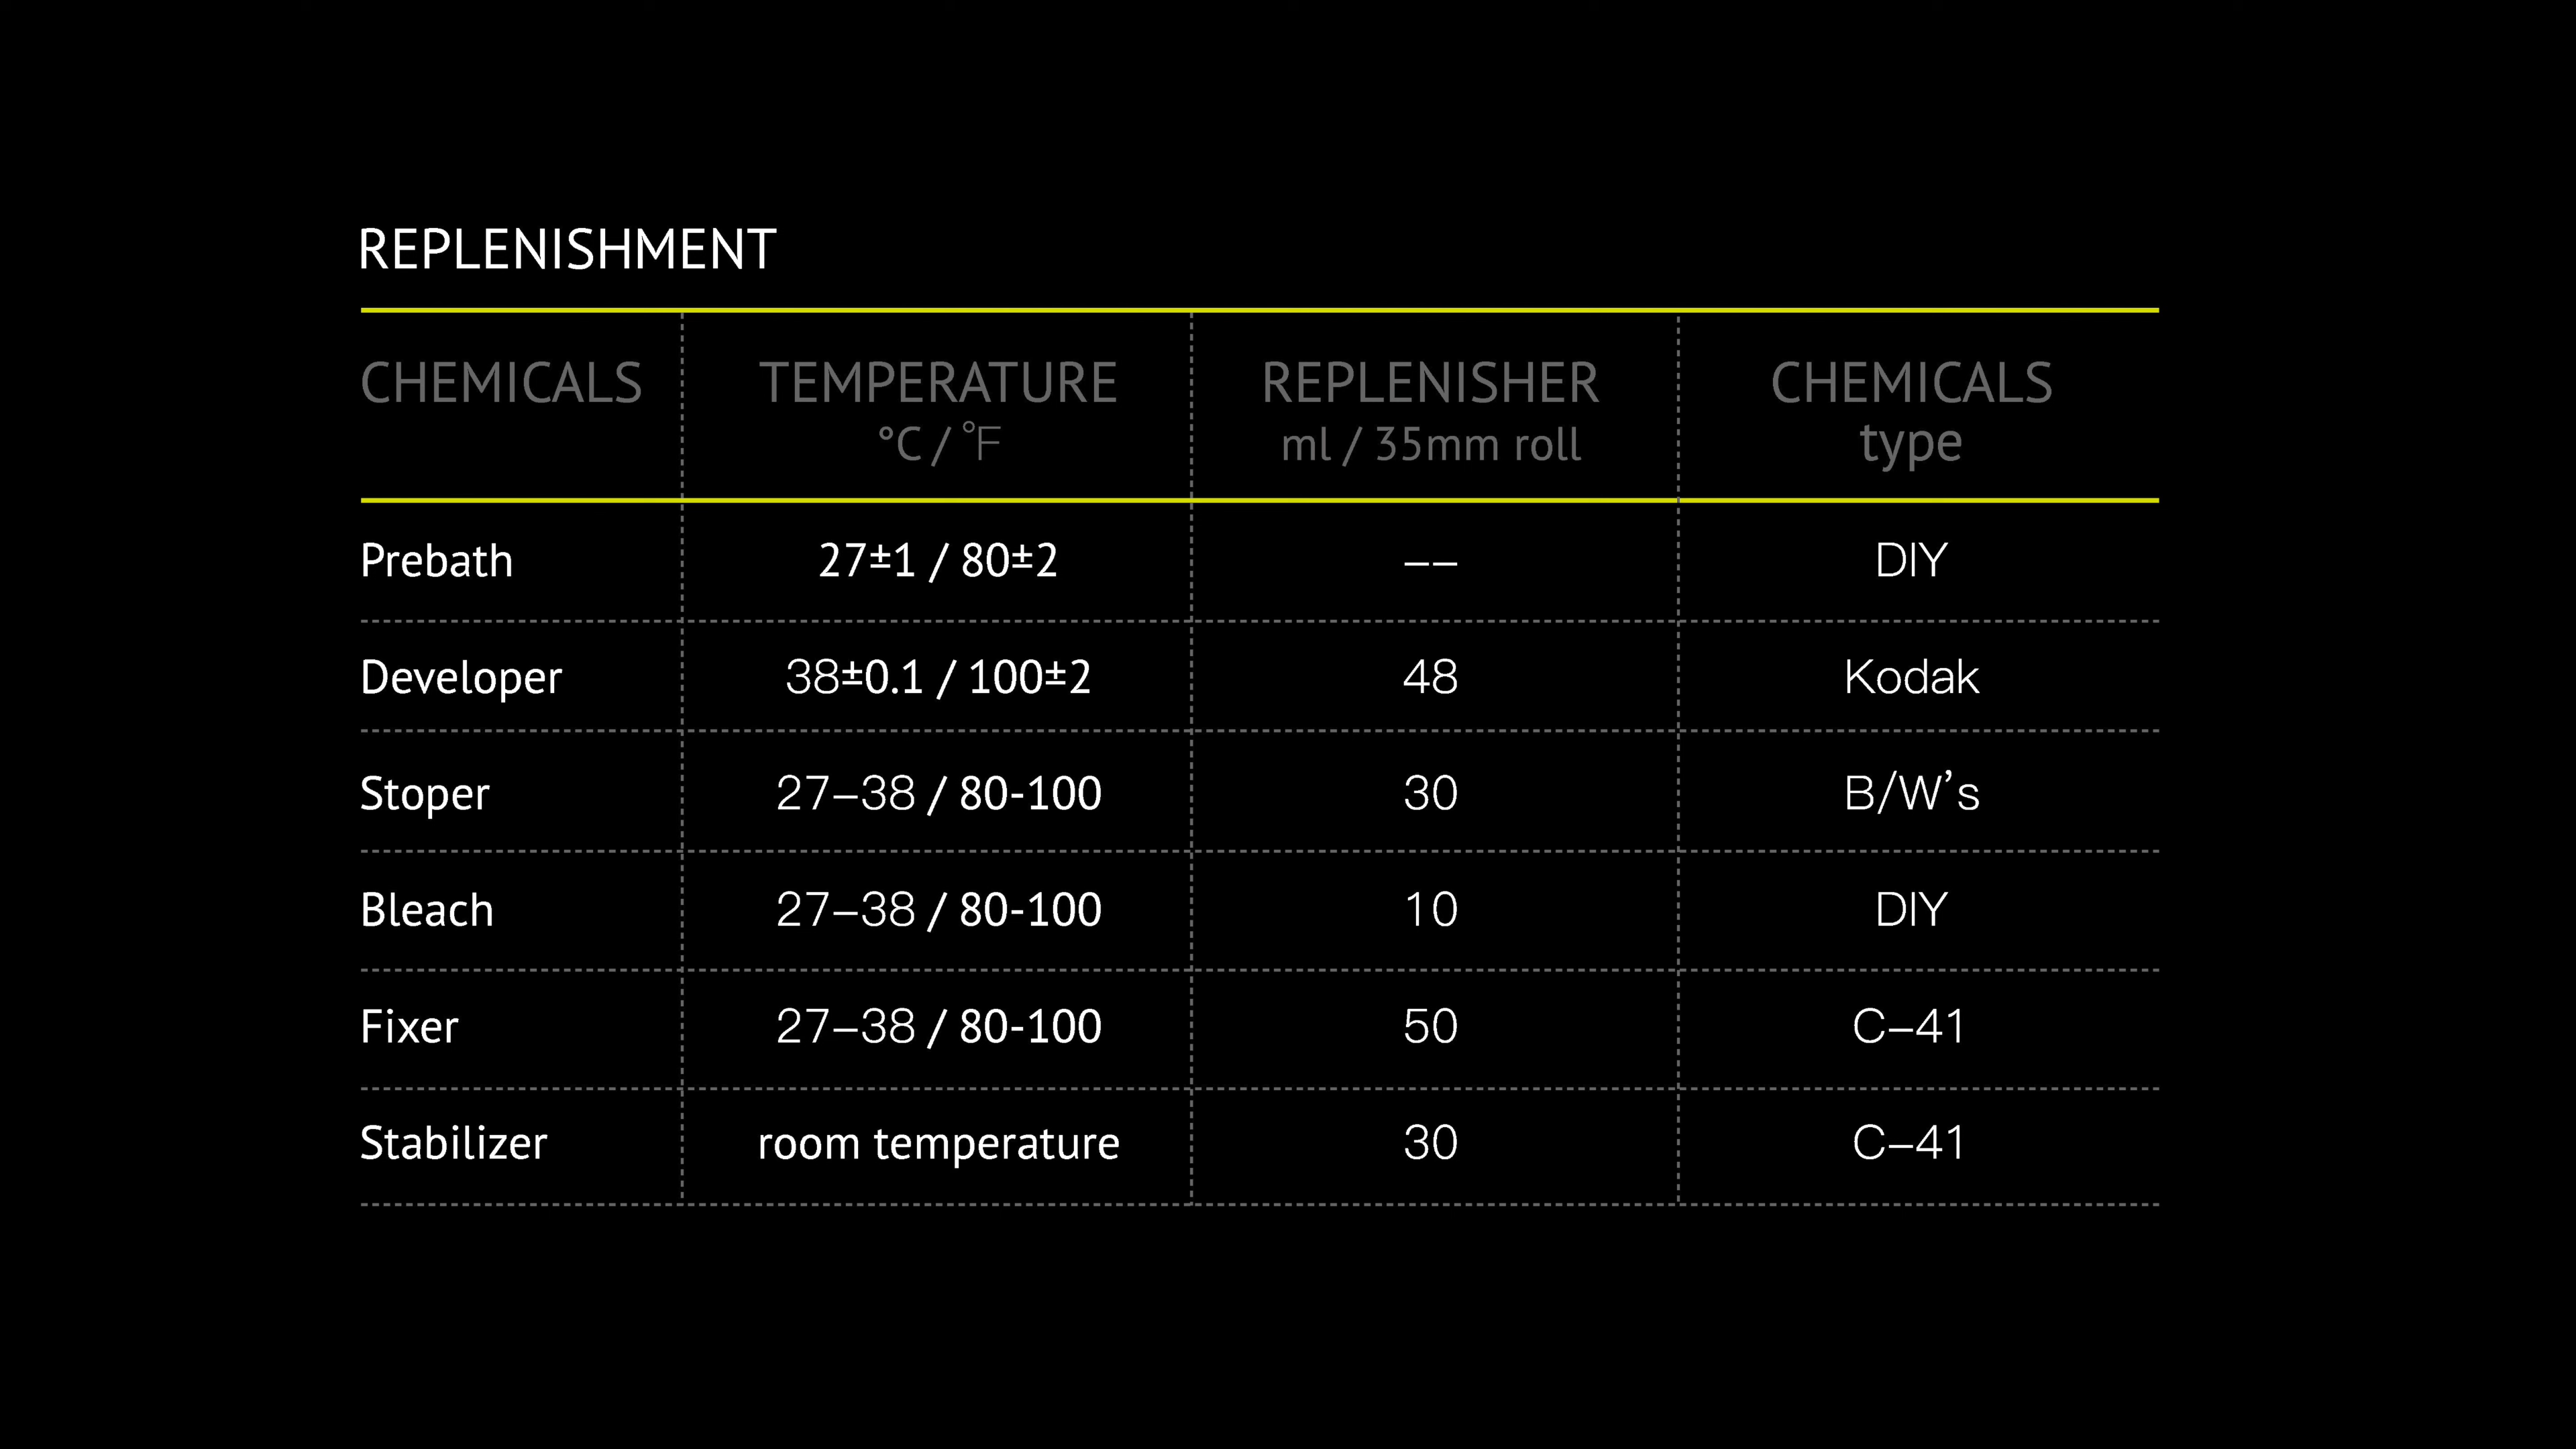 REPLENISHMENT
CHEMICALS TEMPERATURE REPLENISHER CHEMICALS
°C / °F ml / 35mm roll type
Prebath 27±1 / 80±2 –– DIY
Developer 38±0.1 / 100±2 48 Kodak
Stoper 27–38 / 80-100 30 B/W's
Bleach 27–38 / 80-100 10 DIY
Fixer 27–38 / 80-100 50 C–41
Stabilizer room temperature 30 C–41